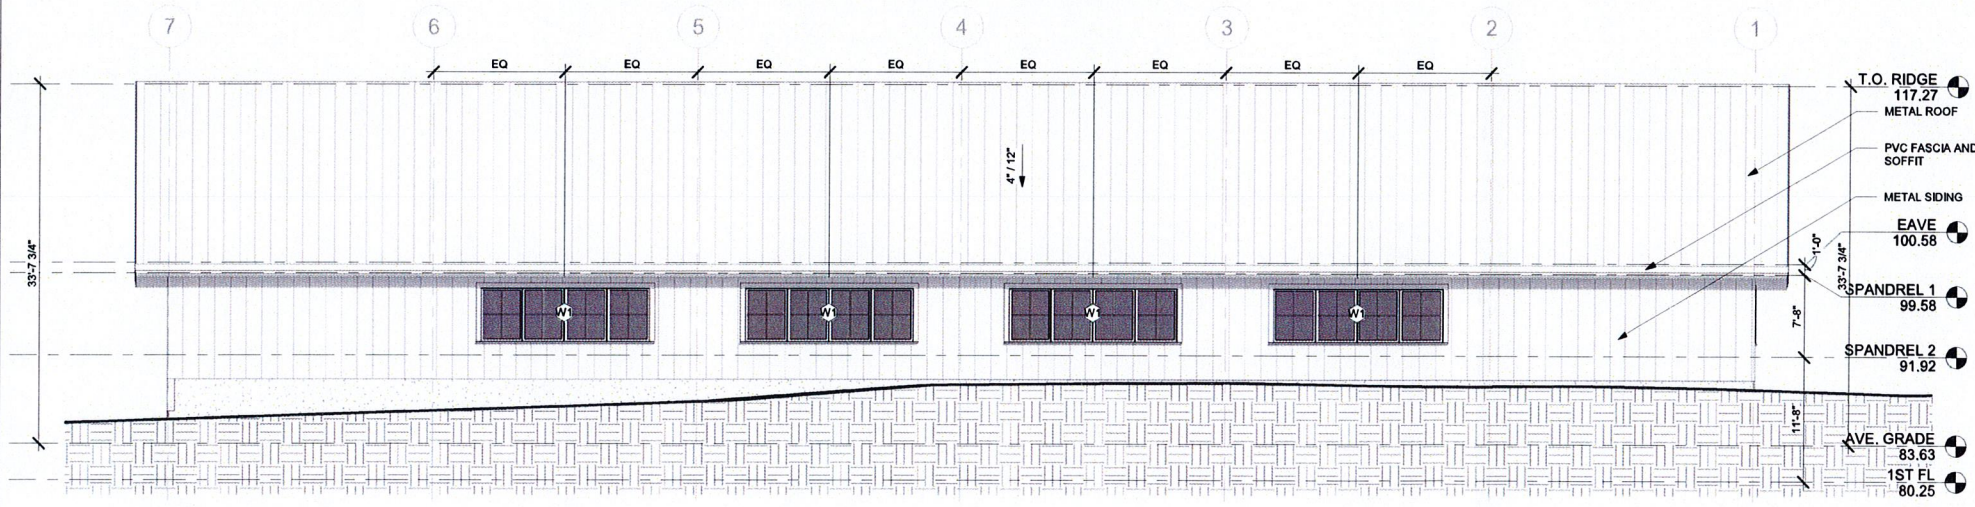 7 6 5 4 3 2 1
EQ EQ EQ EQ EQ EQ EQ EQ
T.O. RIDGE
117.27
METAL ROOF
PVC FASCIA AND
SOFFIT
4" / 12"
METAL SIDING
EAVE
100.58
1'-0"
33'-7 3/4"
33'-7 3/4"
SPANDREL 1
99.58
W1 W1 W1 W1
7'-8"
SPANDREL 2
91.92
11'-8"
AVE. GRADE
83.63
1ST FL
80.25